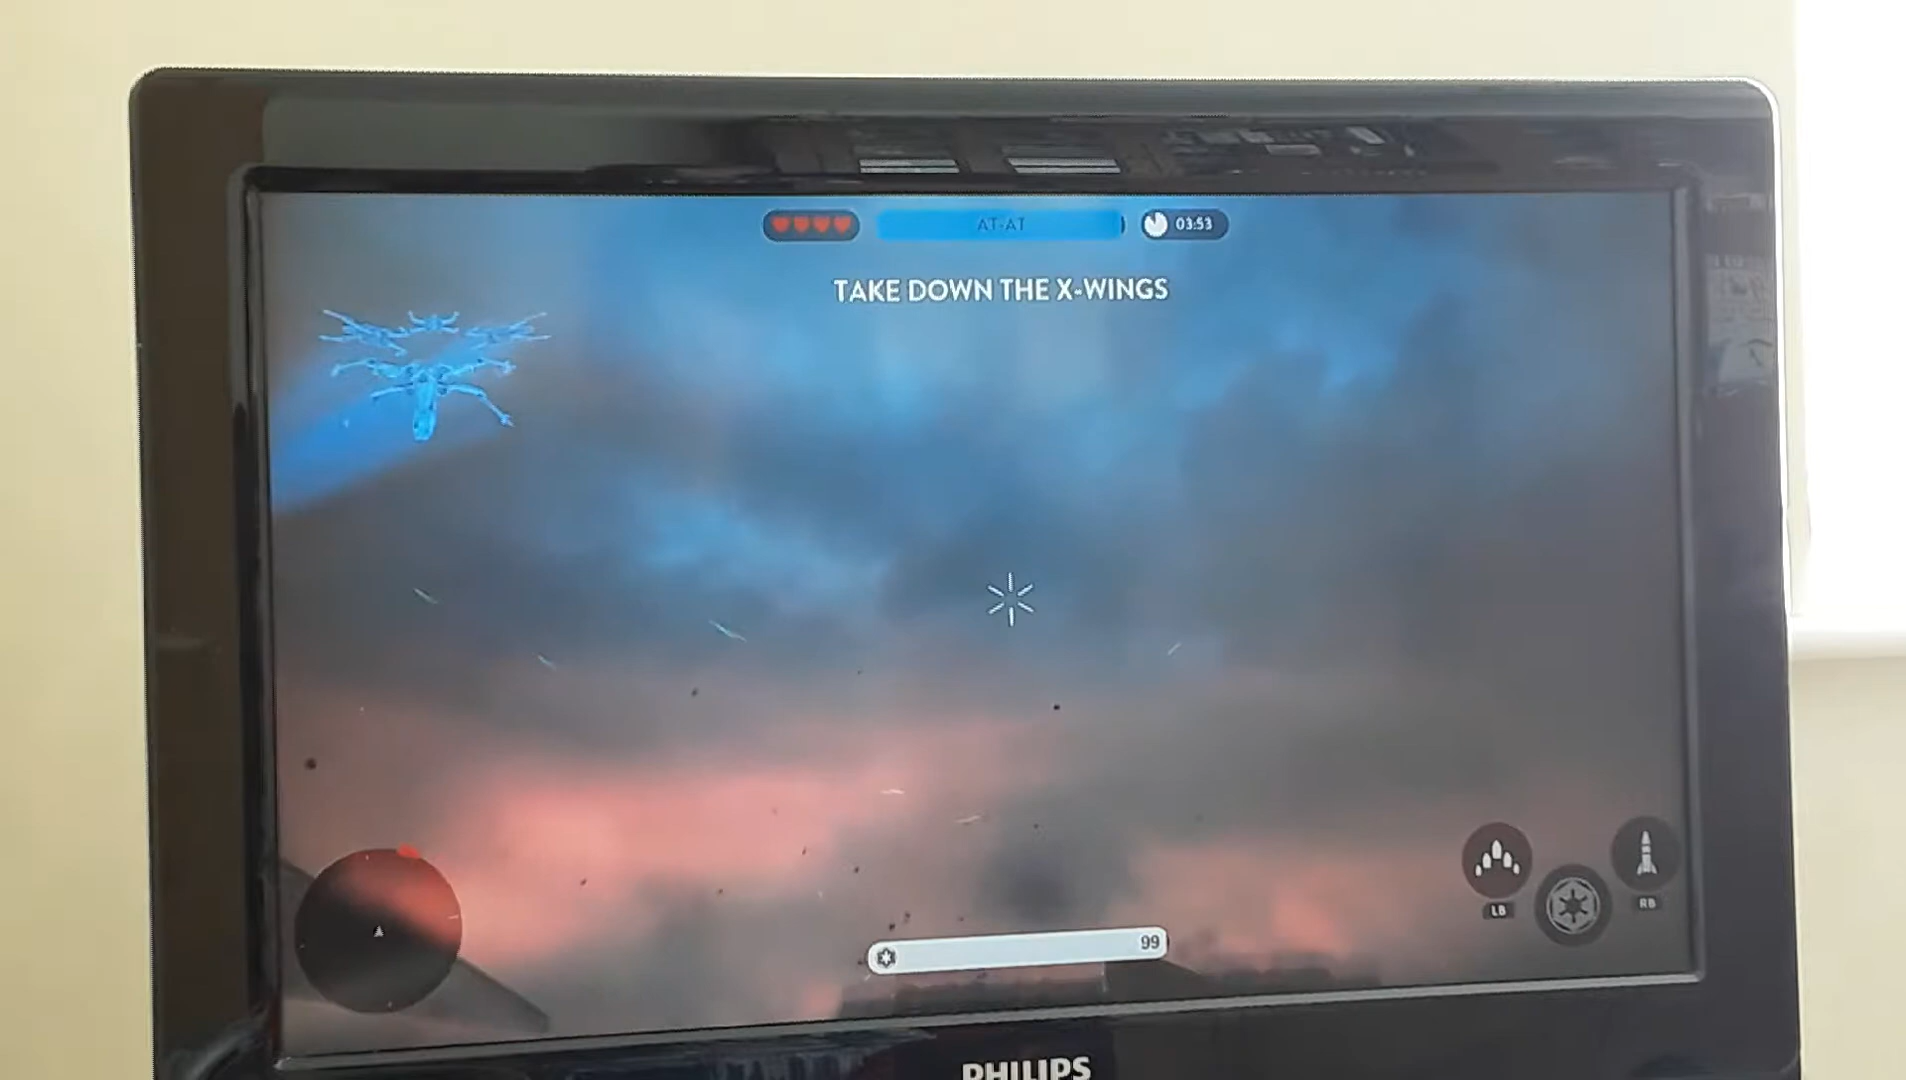 AT-AT
03:53
TAKE DOWN THE X-WINGS
LB
RB
99
PHILIPS